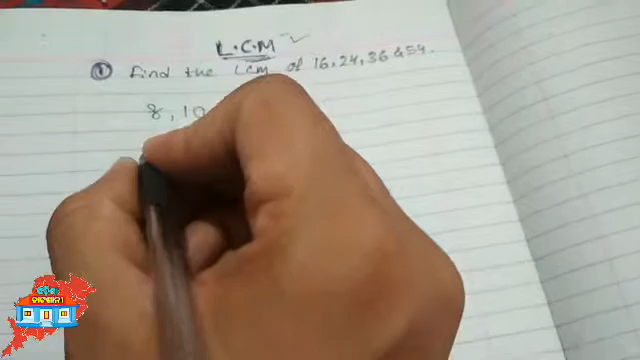 L.C.M
① Find the LCM of 16, 24, 36 & 54.
8, 10